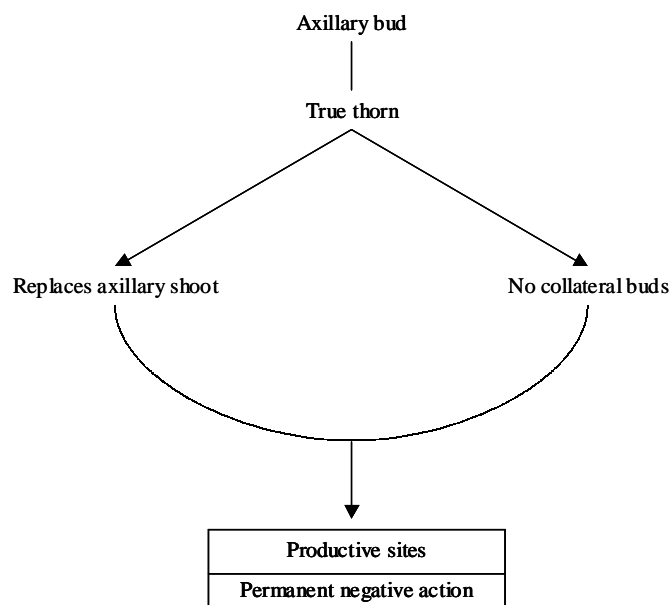 Axillary bud
True thorn
Replaces axillary shoot
No collateral buds
Productive sites
Permanent negative action